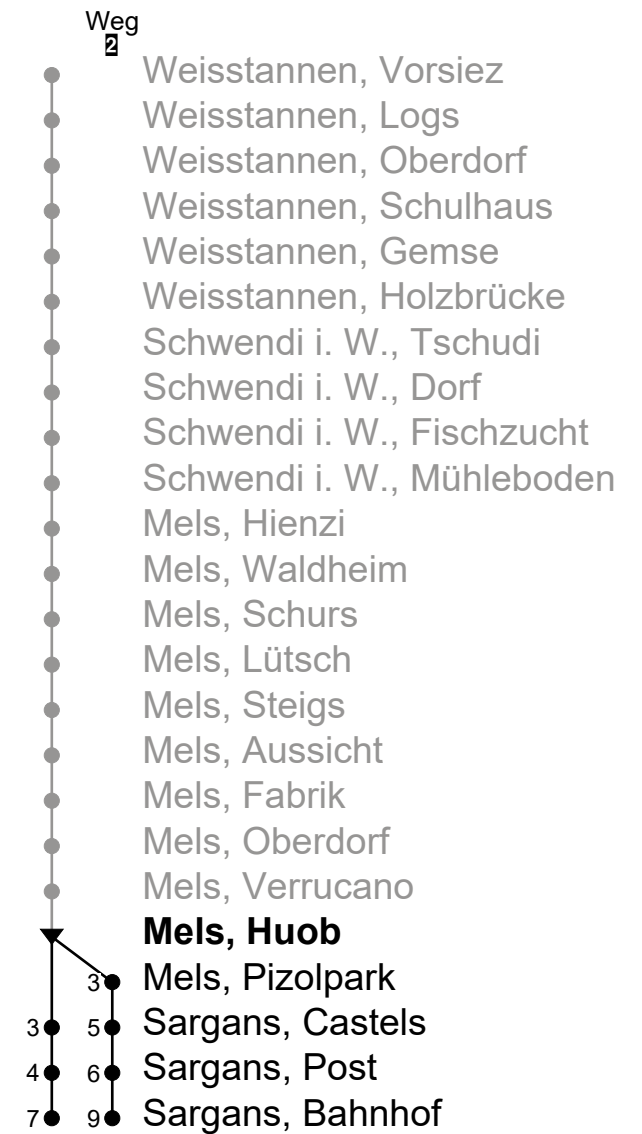 Weg
2
Weisstannen, Vorsiez
Weisstannen, Logs
Weisstannen, Oberdorf
Weisstannen, Schulhaus
Weisstannen, Gemse
Weisstannen, Holzbrücke
Schwendi i. W., Tschudi
Schwendi i. W., Dorf
Schwendi i. W., Fischzucht
Schwendi i. W., Mühleboden
Mels, Hienzi
Mels, Waldheim
Mels, Schurs
Mels, Lütsch
Mels, Steigs
Mels, Aussicht
Mels, Fabrik
Mels, Oberdorf
Mels, Verrucano
Mels, Huob
3 Mels, Pizolpark
3 5 Sargans, Castels
4 6 Sargans, Post
7 9 Sargans, Bahnhof